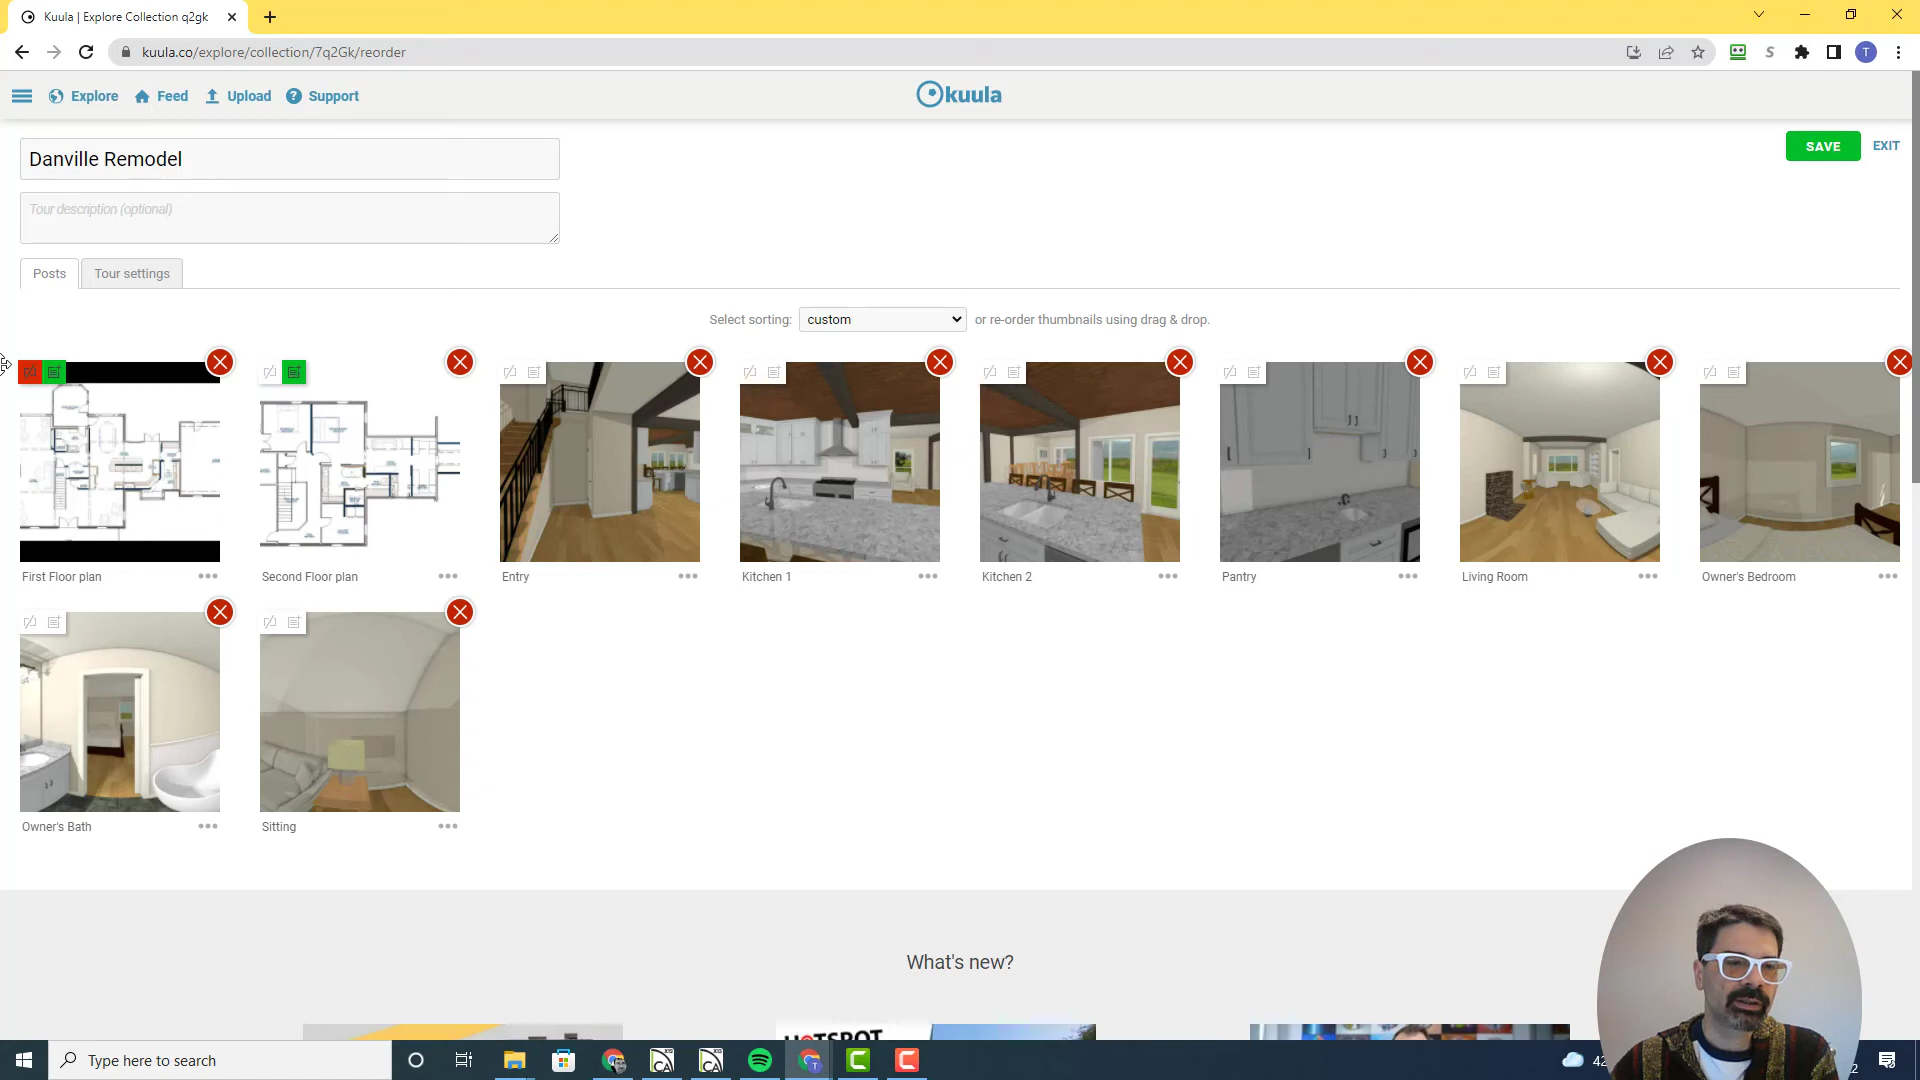 Kuula | Explore Collection q2gk
kuula.co/explore/collection/7q2Gk/reorder
T
Explore
Feed
Upload
Support
kuula
Danville Remodel
SAVE
EXIT
Tour description (optional)
Posts
Tour settings
Select sorting: custom or re-order thumbnails using drag & drop.
First Floor plan
Second Floor plan
Entry
Kitchen 1
Kitchen 2
Pantry
Living Room
Owner's Bedroom
Owner's Bath
Sitting
What's new?
HOTSPOT
Type here to search